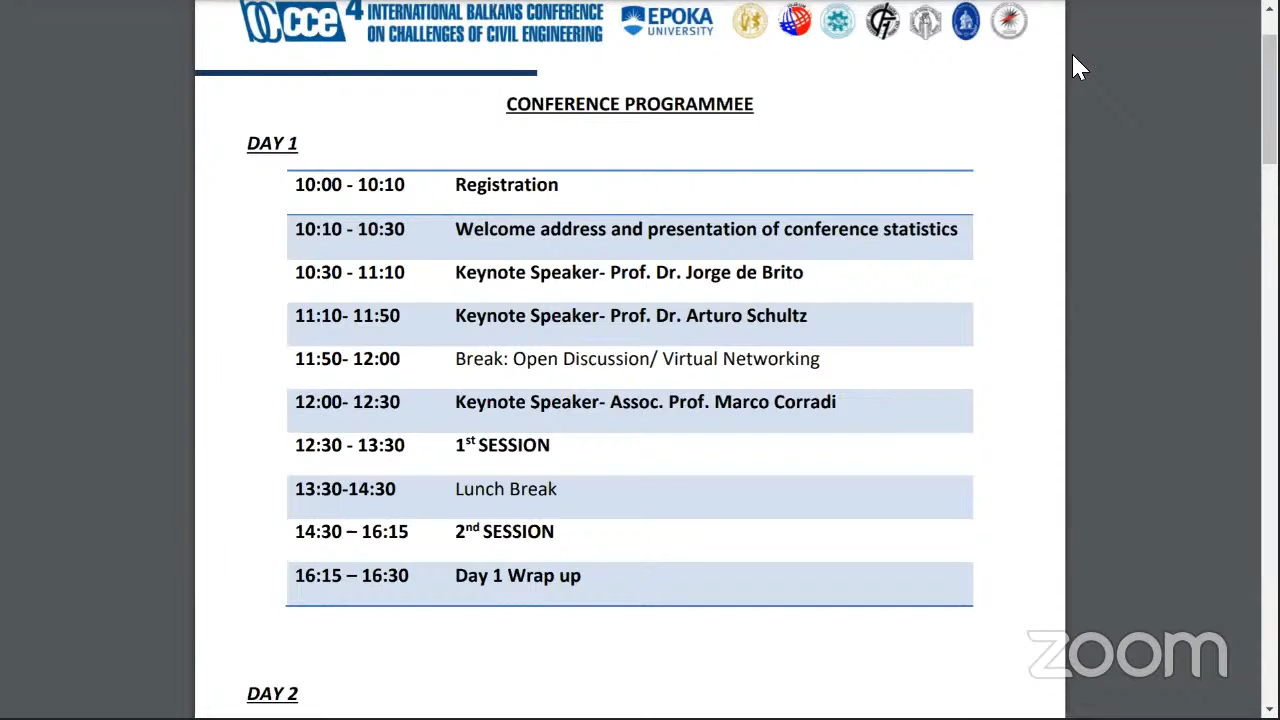 cce 4 INTERNATIONAL BALKANS CONFERENCE
ON CHALLENGES OF CIVIL ENGINEERING
EPOKA
UNIVERSITY
CONFERENCE PROGRAMMEE
DAY 1
10:00 - 10:10 Registration
10:10 - 10:30 Welcome address and presentation of conference statistics
10:30 - 11:10 Keynote Speaker- Prof. Dr. Jorge de Brito
11:10- 11:50 Keynote Speaker- Prof. Dr. Arturo Schultz
11:50- 12:00 Break: Open Discussion/ Virtual Networking
12:00- 12:30 Keynote Speaker- Assoc. Prof. Marco Corradi
12:30 - 13:30 1st SESSION
13:30-14:30 Lunch Break
14:30 – 16:15 2nd SESSION
16:15 – 16:30 Day 1 Wrap up
DAY 2
zoom